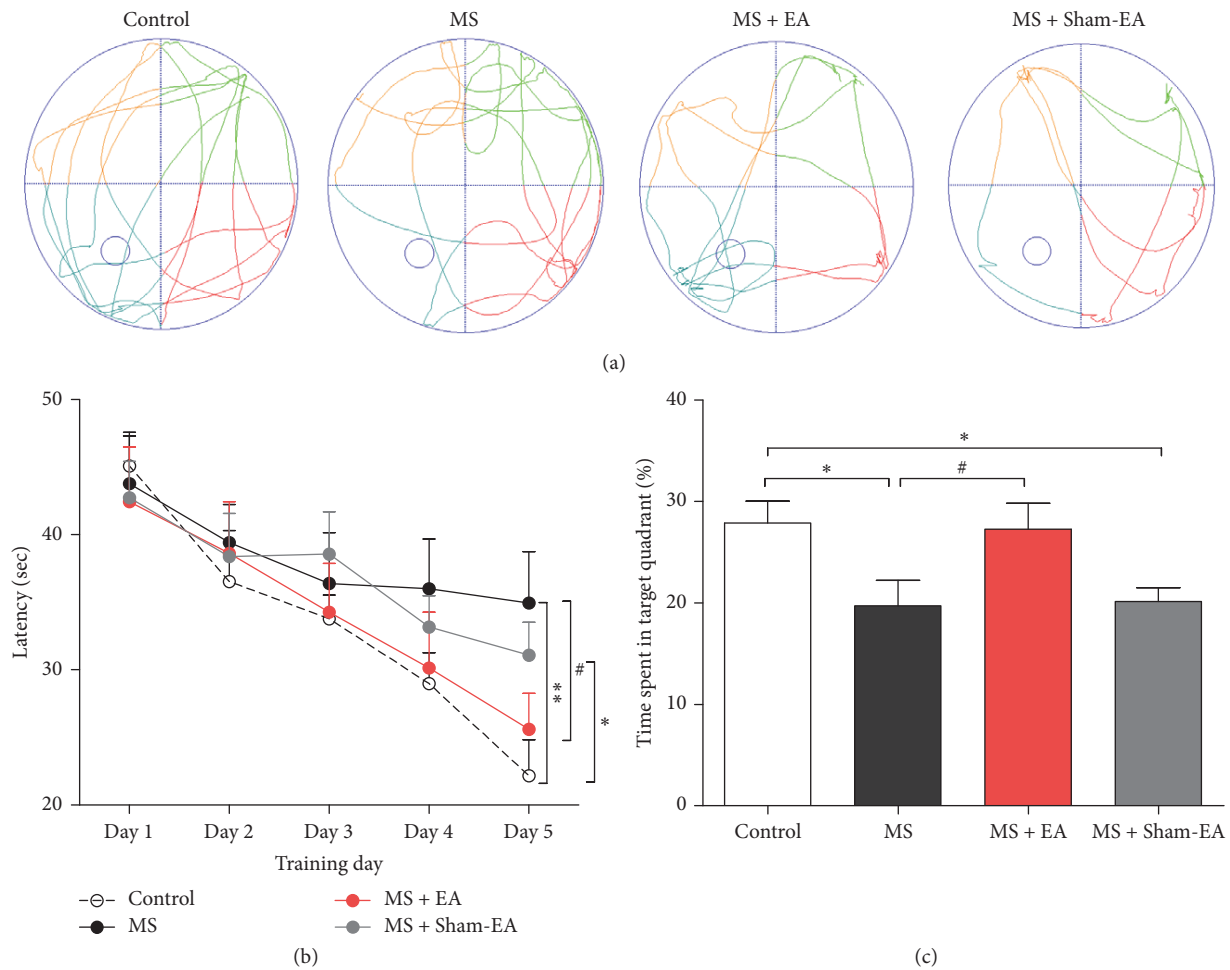 Control MS MS + EA MS + Sham-EA
(a)
Latency (sec)
50
40
30
20
**
#
*
Day 1 Day 2 Day 3 Day 4 Day 5
Training day
Control MS + EA
MS MS + Sham-EA
(b)
Time spent in target quadrant (%)
40
30
20
10
0
*
* #
Control MS MS + EA MS + Sham-EA
(c)